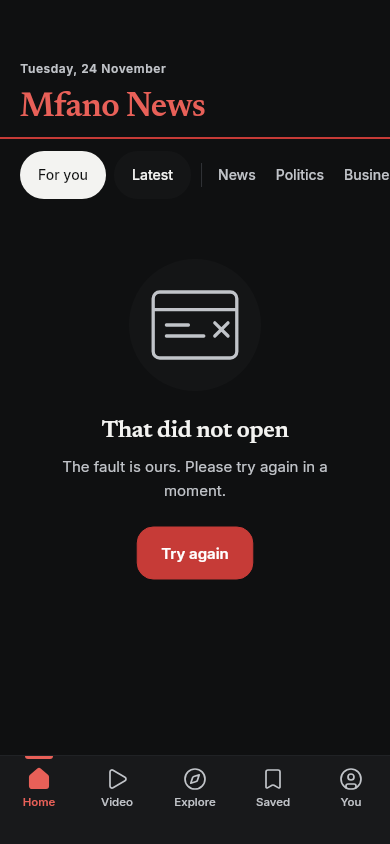 Tuesday, 24 November
Mfano News
For you
Latest
News
Politics
Busine
That did not open
The fault is ours. Please try again in a
moment.
Try again
Home
Video
Explore
Saved
You